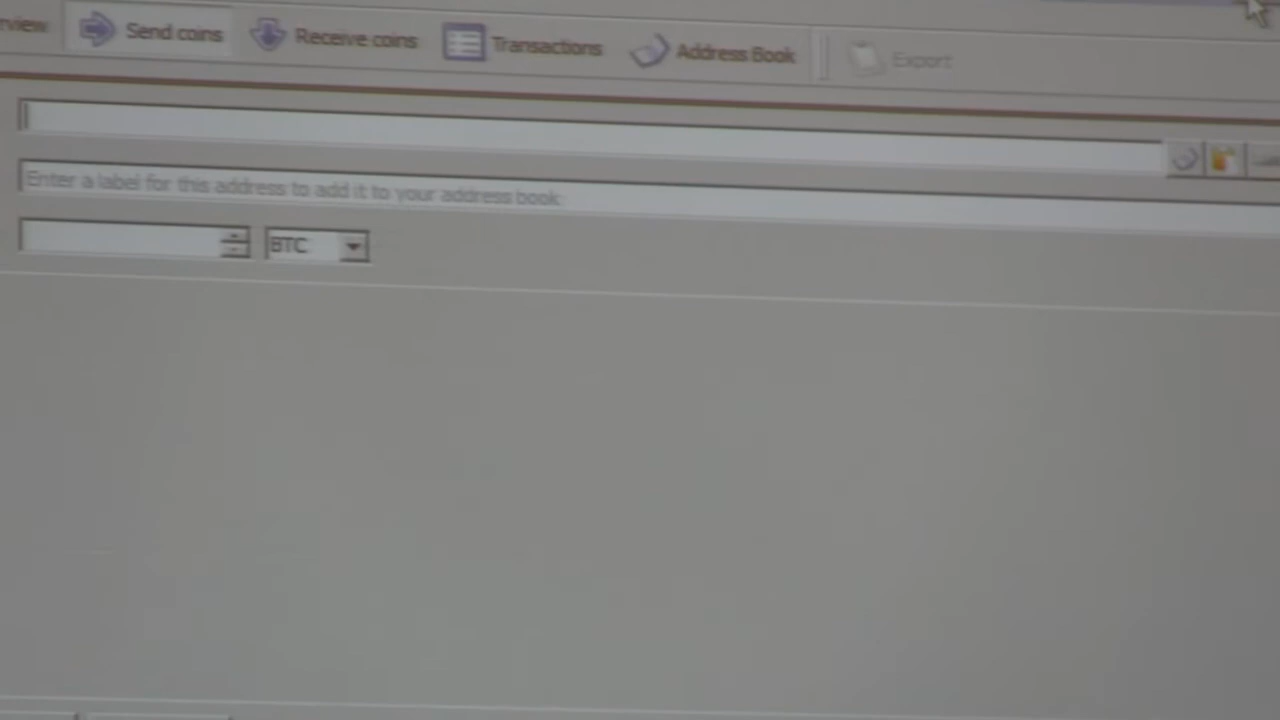 rview Send coins Receive coins Transactions Address Book Export
Enter a label for this address to add it to your address book
BTC